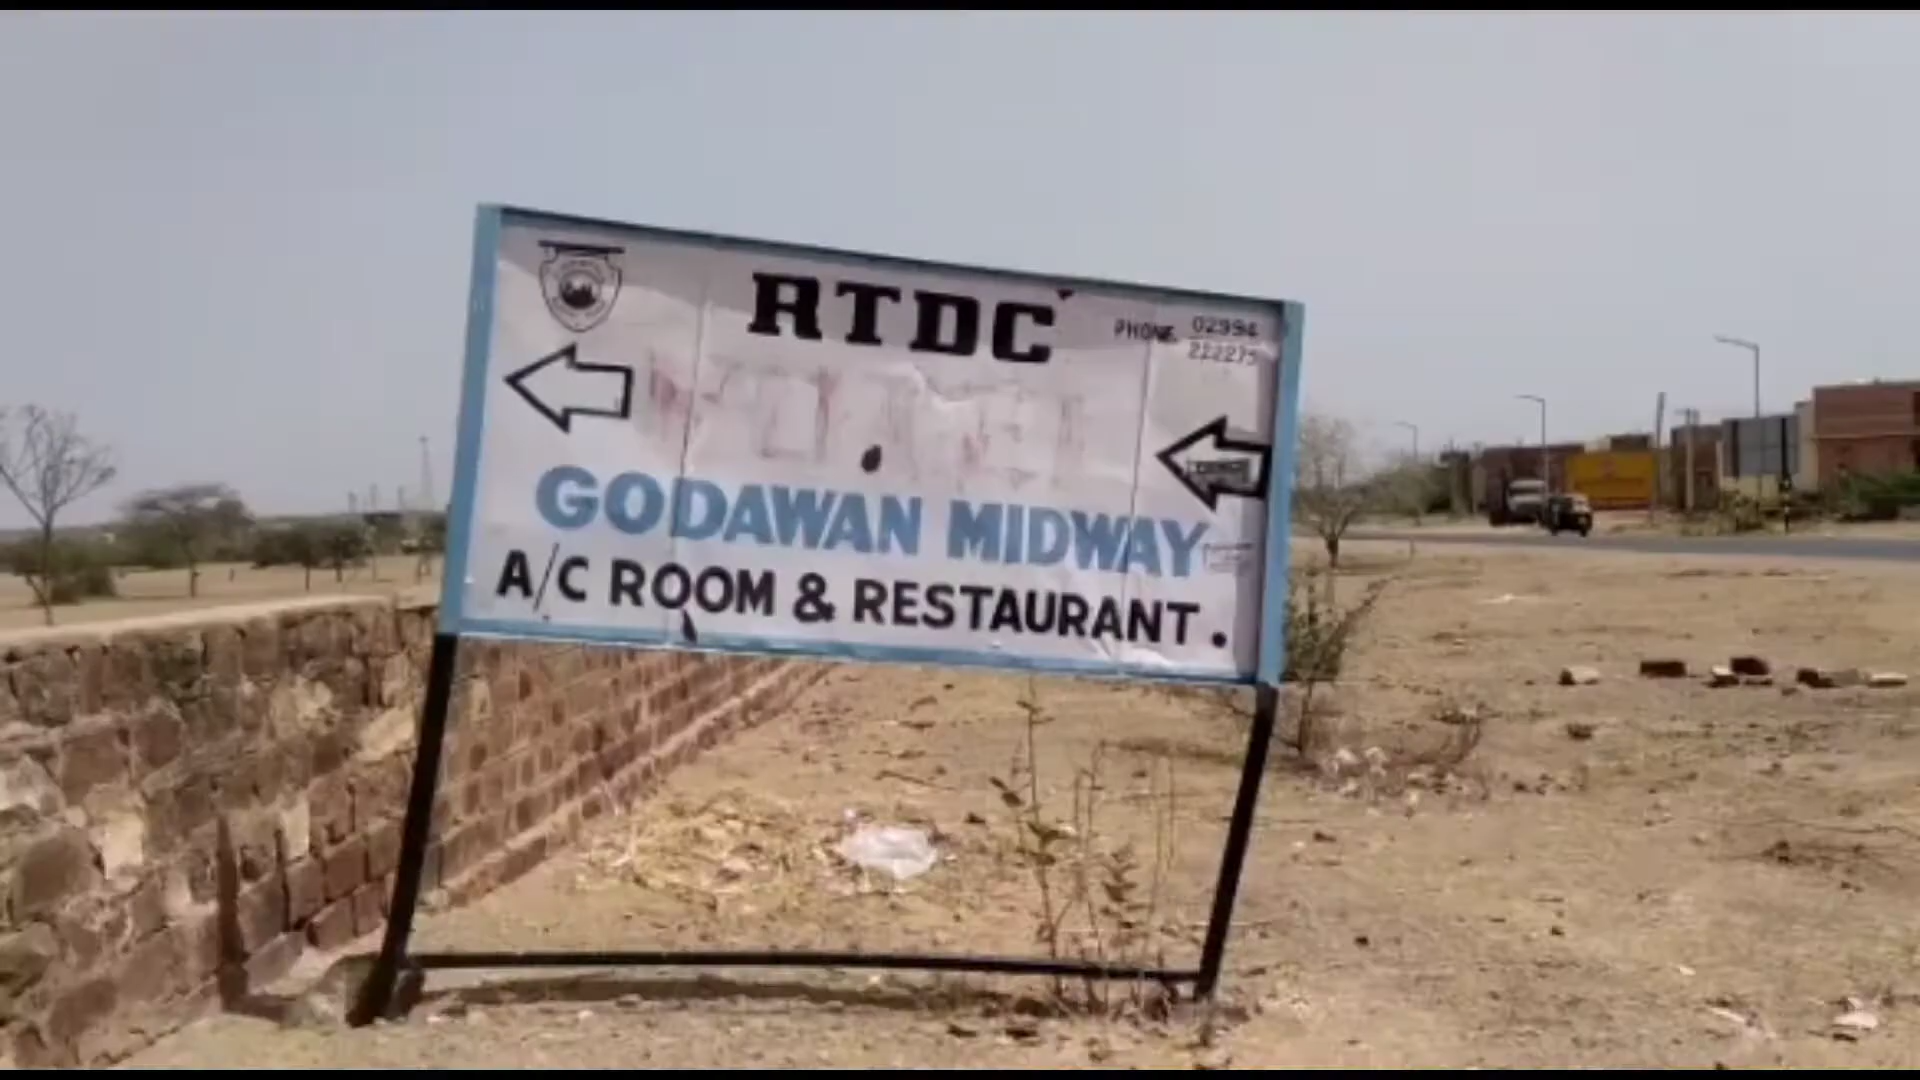 RTDC
PHONE. 02994
222275
GODAWAN MIDWAY
A/C ROOM & RESTAURANT.